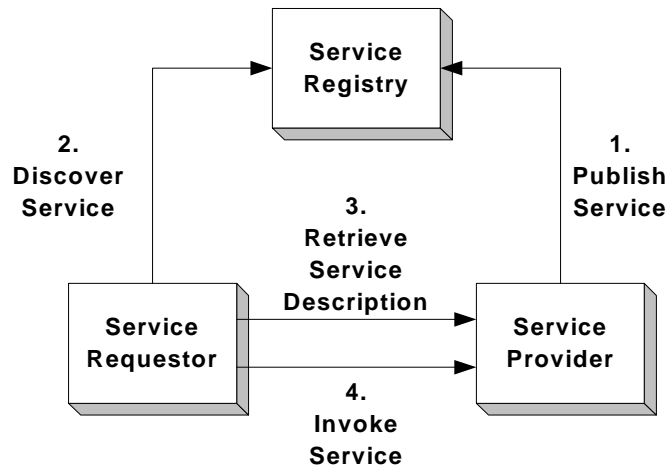 Service
Registry
2.
Discover
Service
1.
Publish
Service
3.
Retrieve
Service
Description
Service
Requestor
Service
Provider
4.
Invoke
Service